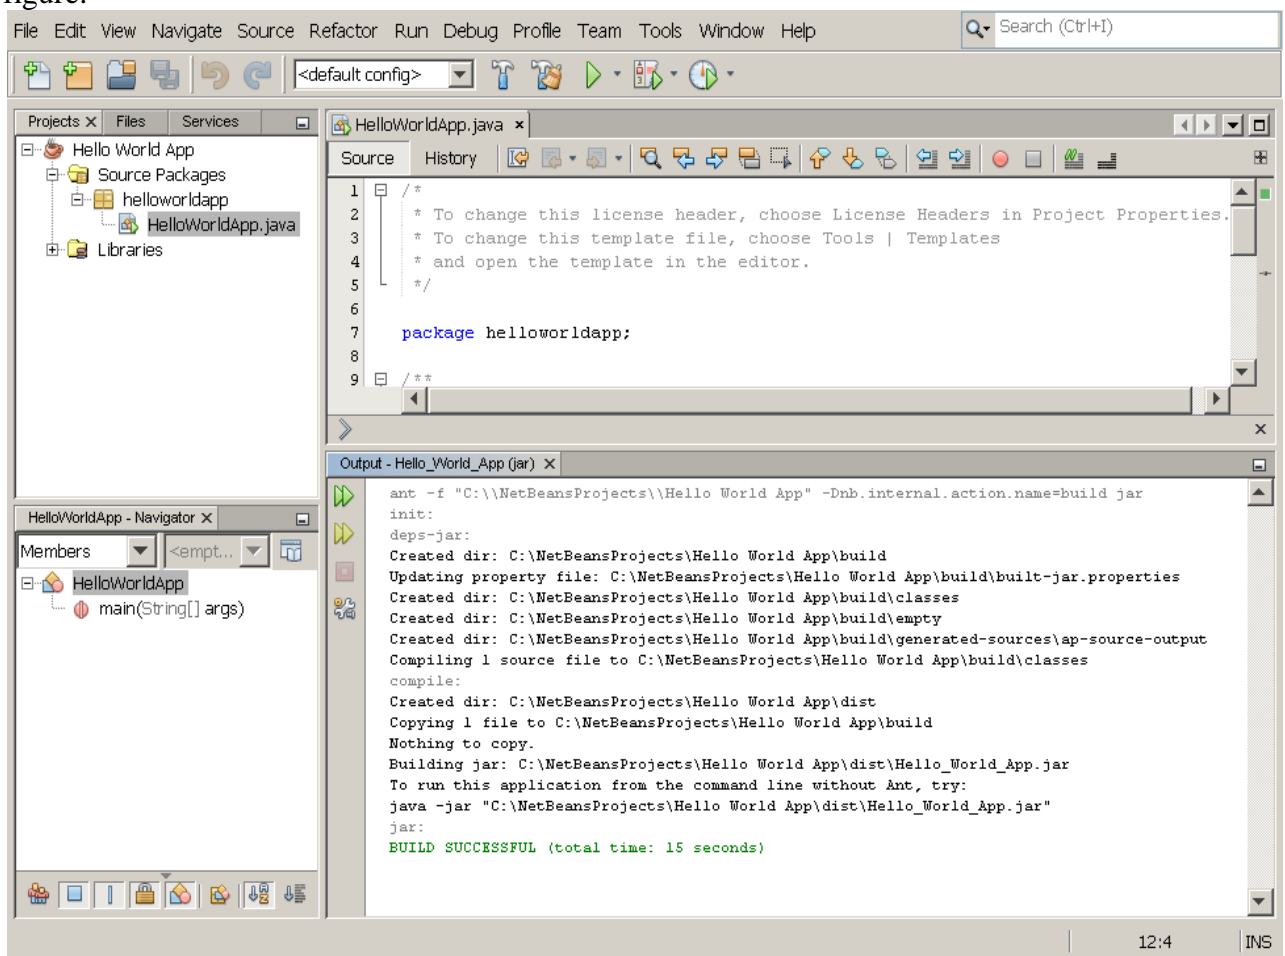 figure.
File Edit View Navigate Source Refactor Run Debug Profile Team Tools Window Help
Search (Ctrl+I)
<default config>
Projects Files Services
Hello World App
Source Packages
helloworldapp
HelloWorldApp.java
Libraries
HelloWorldApp.java
Source History
1 /*
2 * To change this license header, choose License Headers in Project Properties.
3 * To change this template file, choose Tools | Templates
4 * and open the template in the editor.
5 */
6
7 package helloworldapp;
8
9 /**
HelloWorldApp - Navigator
Members <empt...
HelloWorldApp
main(String[] args)
Output - Hello_World_App (jar)
ant -f "C:\\NetBeansProjects\\Hello World App" -Dnb.internal.action.name=build jar
init:
deps-jar:
Created dir: C:\NetBeansProjects\Hello World App\build
Updating property file: C:\NetBeansProjects\Hello World App\build\built-jar.properties
Created dir: C:\NetBeansProjects\Hello World App\build\classes
Created dir: C:\NetBeansProjects\Hello World App\build\empty
Created dir: C:\NetBeansProjects\Hello World App\build\generated-sources\ap-source-output
Compiling 1 source file to C:\NetBeansProjects\Hello World App\build\classes
compile:
Created dir: C:\NetBeansProjects\Hello World App\dist
Copying 1 file to C:\NetBeansProjects\Hello World App\build
Nothing to copy.
Building jar: C:\NetBeansProjects\Hello World App\dist\Hello_World_App.jar
To run this application from the command line without Ant, try:
java -jar "C:\NetBeansProjects\Hello World App\dist\Hello_World_App.jar"
jar:
BUILD SUCCESSFUL (total time: 15 seconds)
12:4 INS